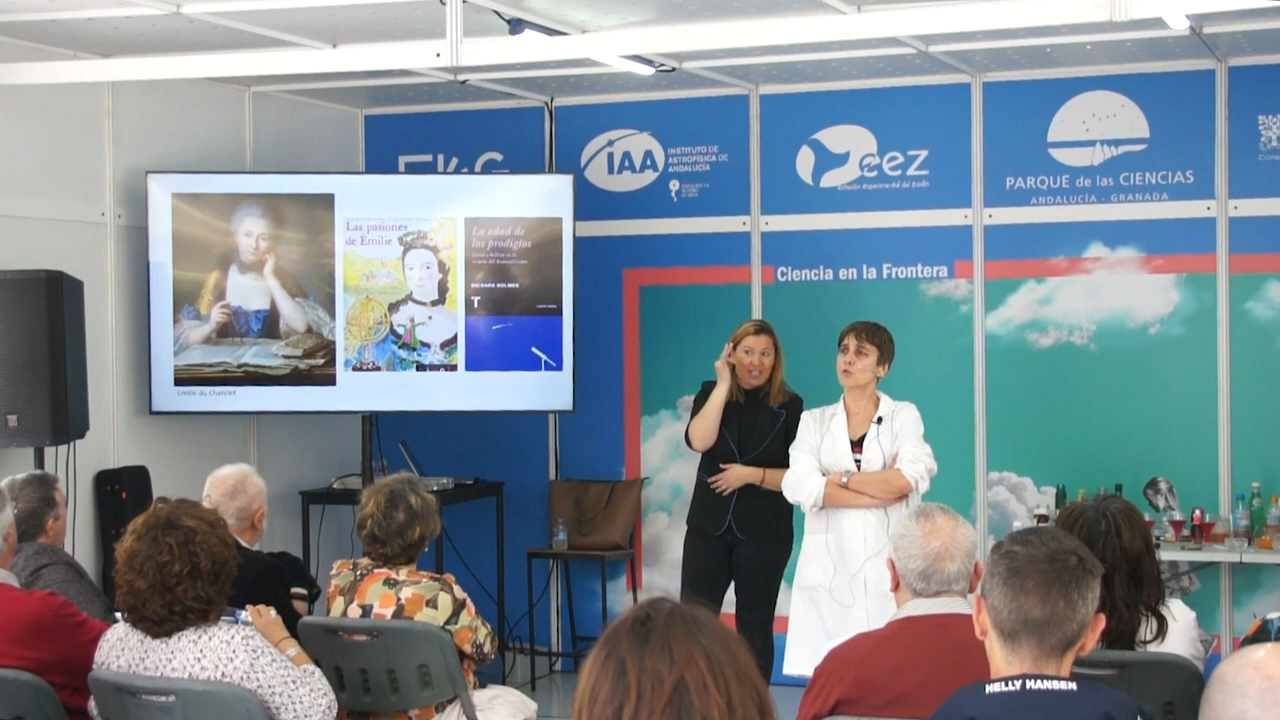 IAA
INSTITUTO DE
ASTROFÍSICA DE
ANDALUCÍA
eez
Estación Experimental del Zaidín
PARQUE de las CIENCIAS
ANDALUCÍA - GRANADA
Ciencia en la Frontera
Las pasiones
de Émilie
La edad de
los prodigios
RICHARD HOLMES
T
Emilie du Chatelet
HELLY HANSEN